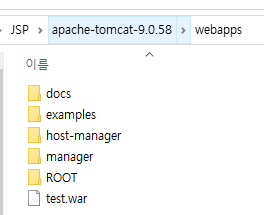 JSP > apache-tomcat-9.0.58 > webapps
이름
docs
examples
host-manager
manager
ROOT
test.war